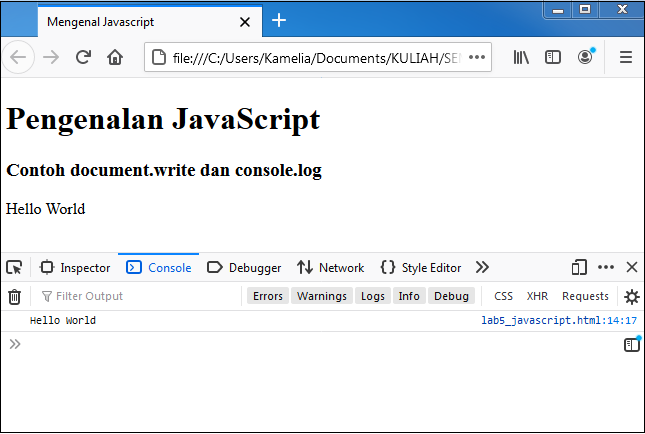 Mengenal Javascript
file:///C:/Users/Kamelia/Documents/KULIAH/SEM
Pengenalan JavaScript
Contoh document.write dan console.log
Hello World
Inspector Console Debugger Network Style Editor
Filter Output Errors Warnings Logs Info Debug CSS XHR Requests
Hello World lab5_javascript.html:14:17